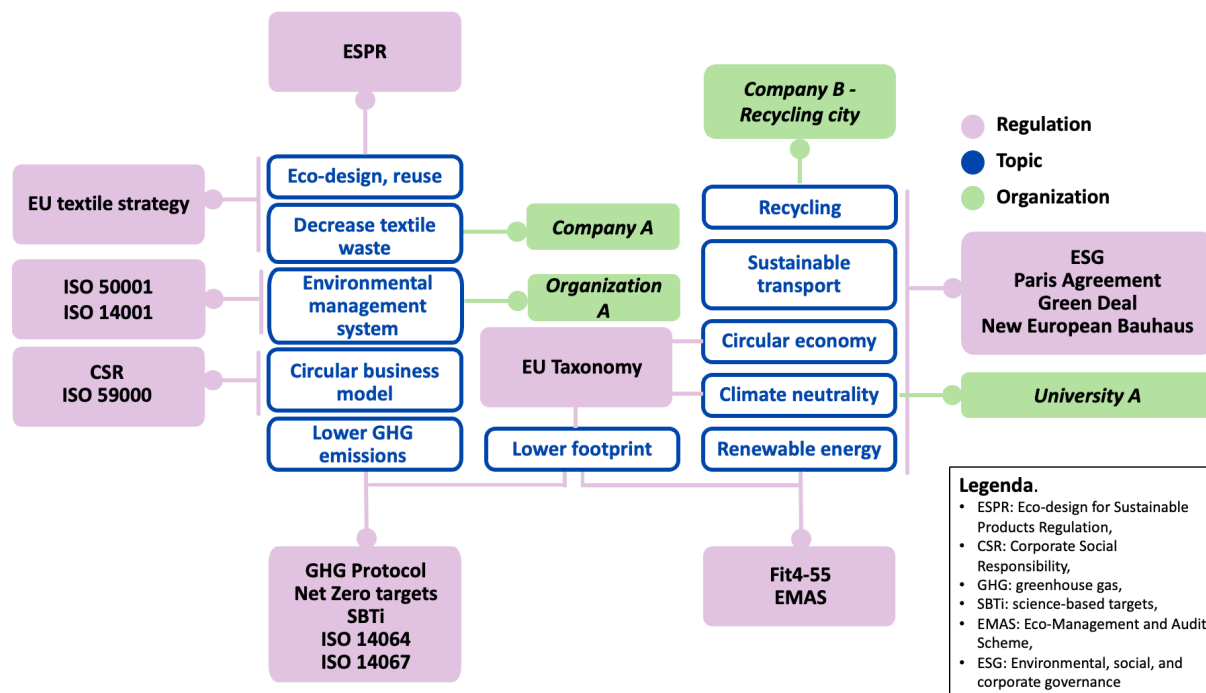 ESPR
Company B -
Recycling city
Regulation
Topic
Organization
EU textile strategy
Eco-design, reuse
Decrease textile
waste
Company A
Recycling
Sustainable
transport
ESG
Paris Agreement
Green Deal
New European Bauhaus
ISO 50001
ISO 14001
Environmental
management
system
Organization
A
CSR
ISO 59000
Circular business
model
EU Taxonomy
Circular economy
Climate neutrality
University A
Lower GHG
emissions
Lower footprint
Renewable energy
GHG Protocol
Net Zero targets
SBTi
ISO 14064
ISO 14067
Fit4-55
EMAS
Legenda.
• ESPR: Eco-design for Sustainable
Products Regulation,
• CSR: Corporate Social
Responsibility,
• GHG: greenhouse gas,
• SBTi: science-based targets,
• EMAS: Eco-Management and Audit
Scheme,
• ESG: Environmental, social, and
corporate governance